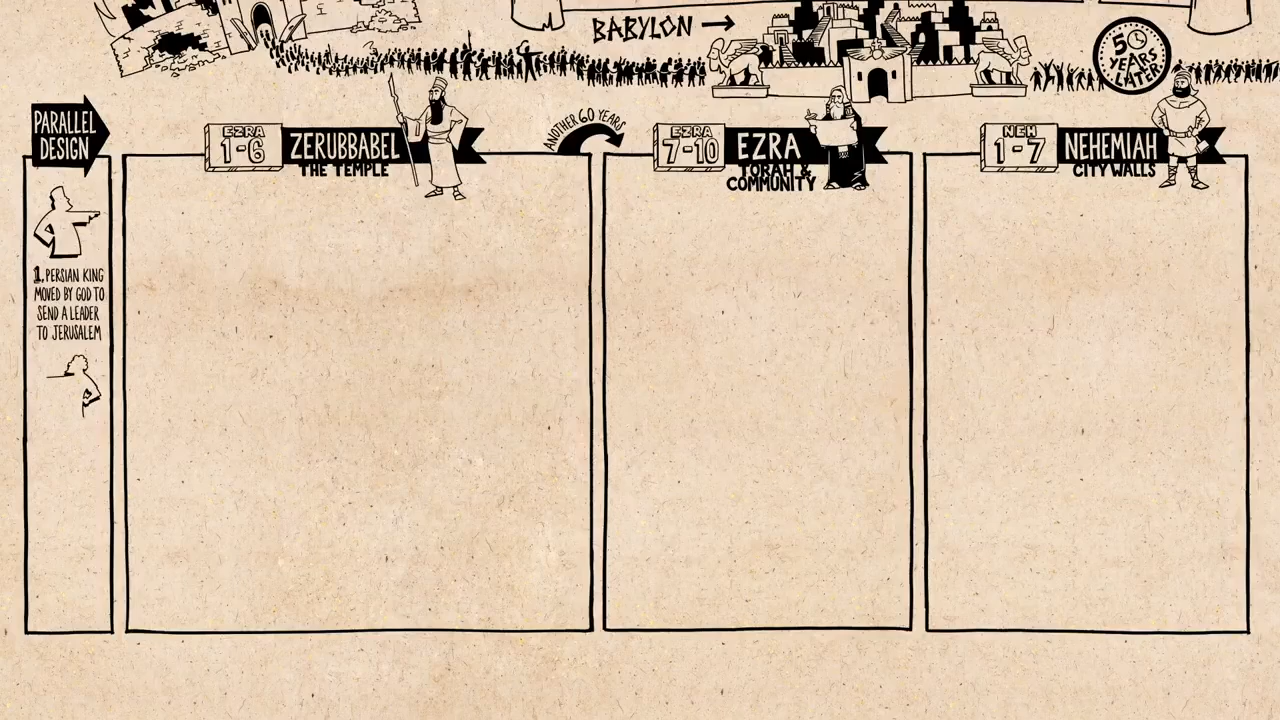 BABYLON →
50
YEARS
LATER
PARALLEL
DESIGN
EZRA
1-6
ZERUBBABEL
THE TEMPLE
ANOTHER 60 YEARS
EZRA
7-10
EZRA
TORAH &
COMMUNITY
NEH
1-7
NEHEMIAH
CITY WALLS
1. PERSIAN KING
MOVED BY GOD TO
SEND A LEADER
TO JERUSALEM